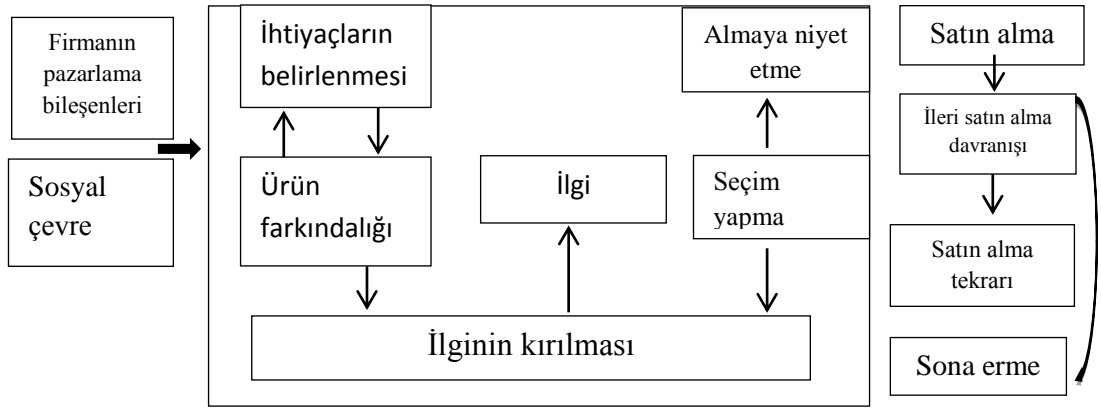 Firmanın
pazarlama
bileşenleri
Sosyal
çevre
İhtiyaçların
belirlenmesi
Ürün
farkındalığı
İlgi
Almaya niyet
etme
Seçim
yapma
İlginin kırılması
Satın alma
İleri satın alma
davranışı
Satın alma
tekrarı
Sona erme